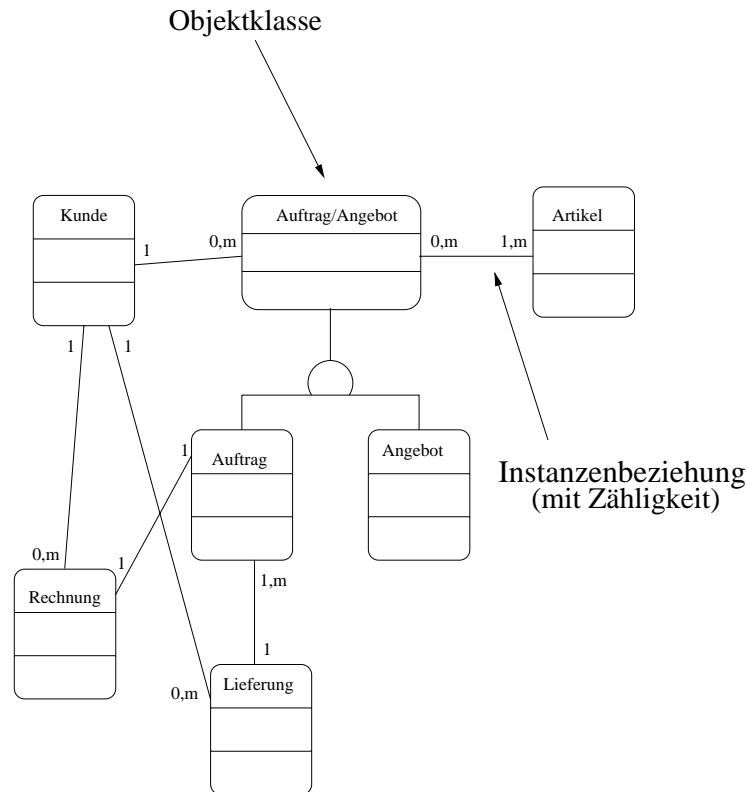 Objektklasse
Kunde
Auftrag/Angebot
Artikel
1
0,m
0,m
1,m
1
1
Auftrag
Angebot
1
Instanzenbeziehung
(mit Zähligkeit)
0,m
1
1,m
Rechnung
1
Lieferung
0,m